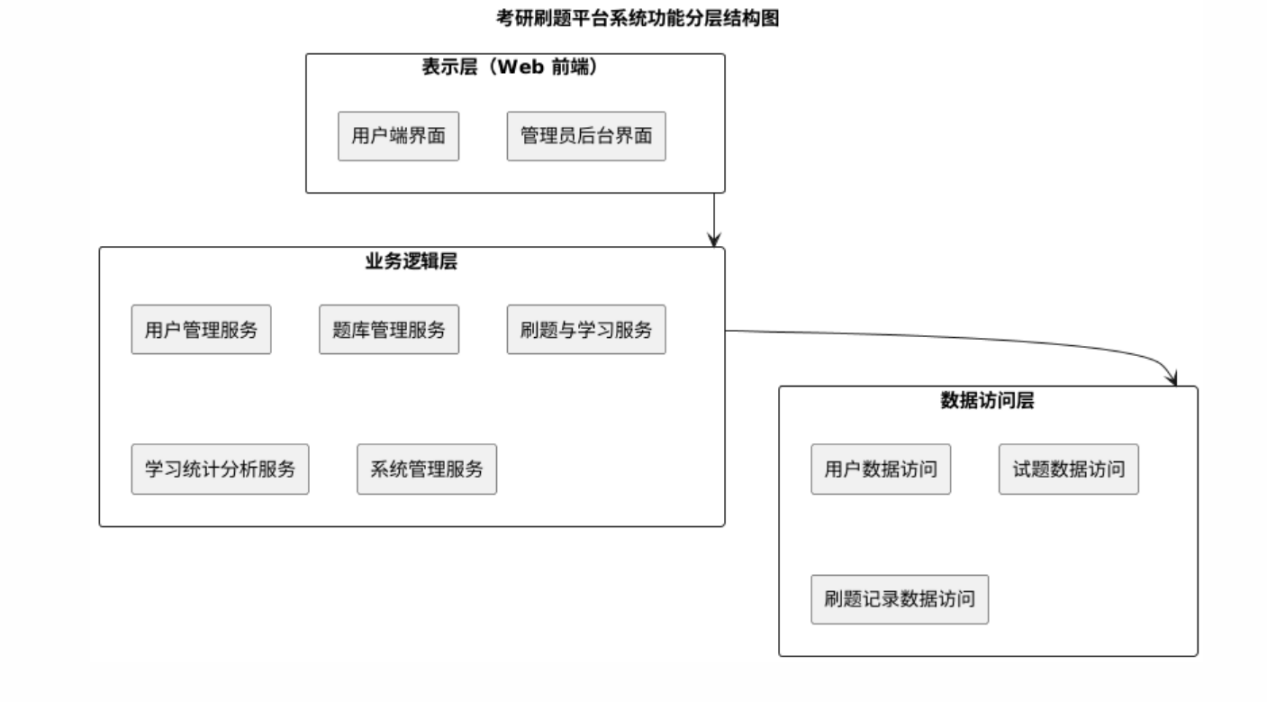 考研刷题平台系统功能分层结构图
表示层（Web 前端）
用户端界面
管理员后台界面
业务逻辑层
用户管理服务
题库管理服务
刷题与学习服务
学习统计分析服务
系统管理服务
数据访问层
用户数据访问
试题数据访问
刷题记录数据访问